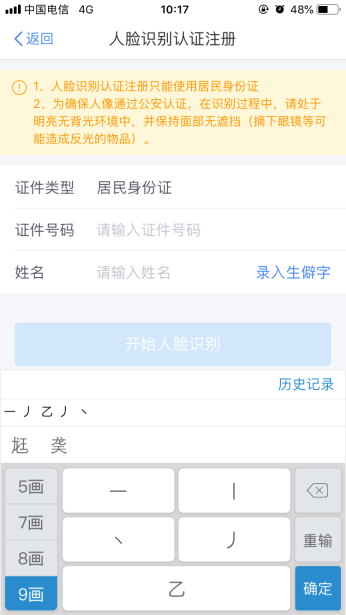 中国电信 4G 10:17 48%
返回 人脸识别认证注册
1、人脸识别认证注册只能使用居民身份证
2、为确保人像通过公安认证，在识别过程中，请处于
明亮无背光环境中，并保持面部无遮挡（摘下眼镜等可
能造成反光的物品）。
证件类型 居民身份证
证件号码 请输入证件号码
姓名 请输入姓名 录入生僻字
开始人脸识别
历史记录
一丿乙丿丶
尩 䶮
5画 一 丨
7画 丶 丿 重输
8画
9画 乙 确定